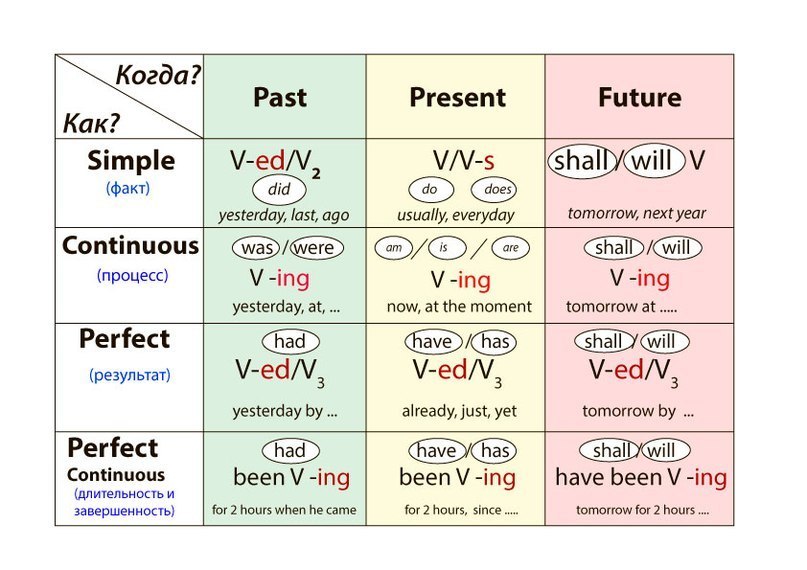 Когда?
Как?
Past
Present
Future
Simple
(факт)
V-ed/V2
did
yesterday, last, ago
V/V-s
do does
usually, everyday
shall/will V
tomorrow, next year
Continuous
(процесс)
was/were
V -ing
yesterday, at, ...
am/is/are
V -ing
now, at the moment
shall/will
V -ing
tomorrow at .....
Perfect
(результат)
had
V-ed/V3
yesterday by ...
have/has
V-ed/V3
already, just, yet
shall/will
V-ed/V3
tomorrow by ...
Perfect
Continuous
(длительность и
завершенность)
had
been V -ing
for 2 hours when he came
have/has
been V -ing
for 2 hours, since .....
shall/will
have been V -ing
tomorrow for 2 hours ....